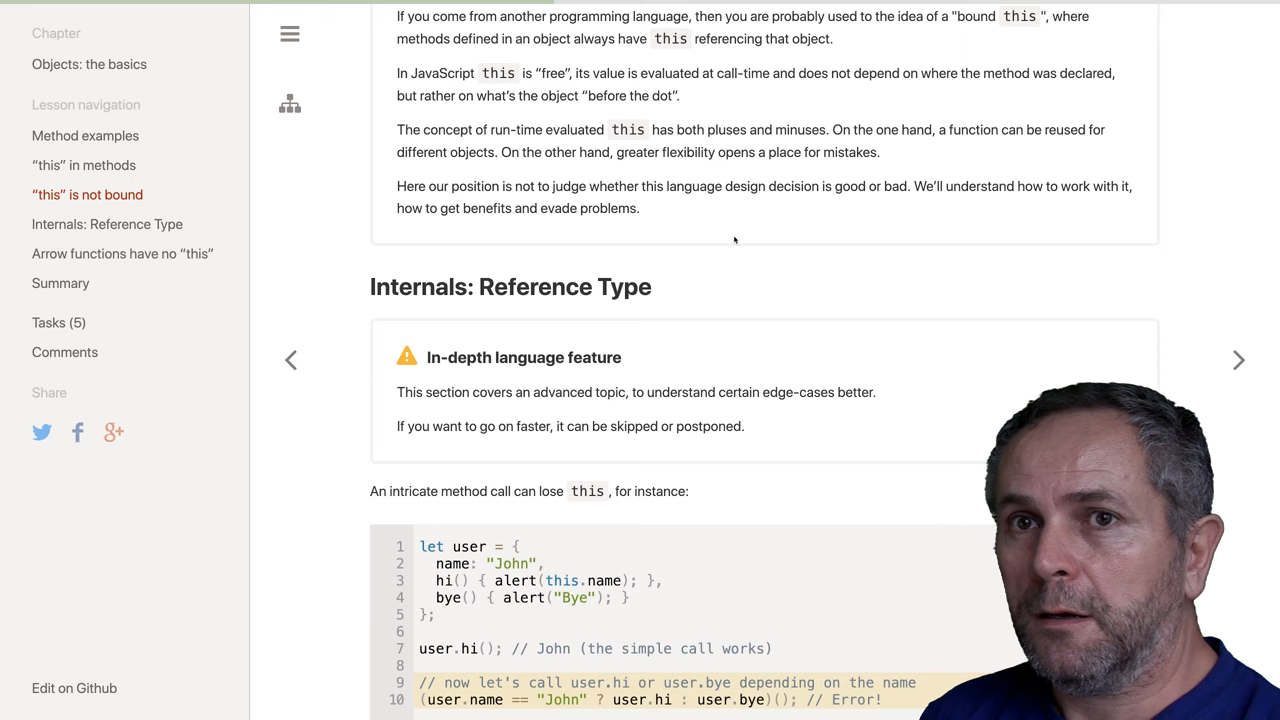 Chapter
Objects: the basics
Lesson navigation
Method examples
“this” in methods
“this” is not bound
Internals: Reference Type
Arrow functions have no “this”
Summary
Tasks (5)
Comments
Share
Edit on Github
If you come from another programming language, then you are probably used to the idea of a "bound this ", where
methods defined in an object always have this referencing that object.
In JavaScript this is “free”, its value is evaluated at call-time and does not depend on where the method was declared,
but rather on what’s the object “before the dot”.
The concept of run-time evaluated this has both pluses and minuses. On the one hand, a function can be reused for
different objects. On the other hand, greater flexibility opens a place for mistakes.
Here our position is not to judge whether this language design decision is good or bad. We’ll understand how to work with it,
how to get benefits and evade problems.
Internals: Reference Type
In-depth language feature
This section covers an advanced topic, to understand certain edge-cases better.
If you want to go on faster, it can be skipped or postponed.
An intricate method call can lose this , for instance:
1 let user = {
2   name: "John",
3   hi() { alert(this.name); },
4   bye() { alert("Bye"); }
5 };
6
7 user.hi(); // John (the simple call works)
8
9 // now let's call user.hi or user.bye depending on the name
10 (user.name == "John" ? user.hi : user.bye)(); // Error!